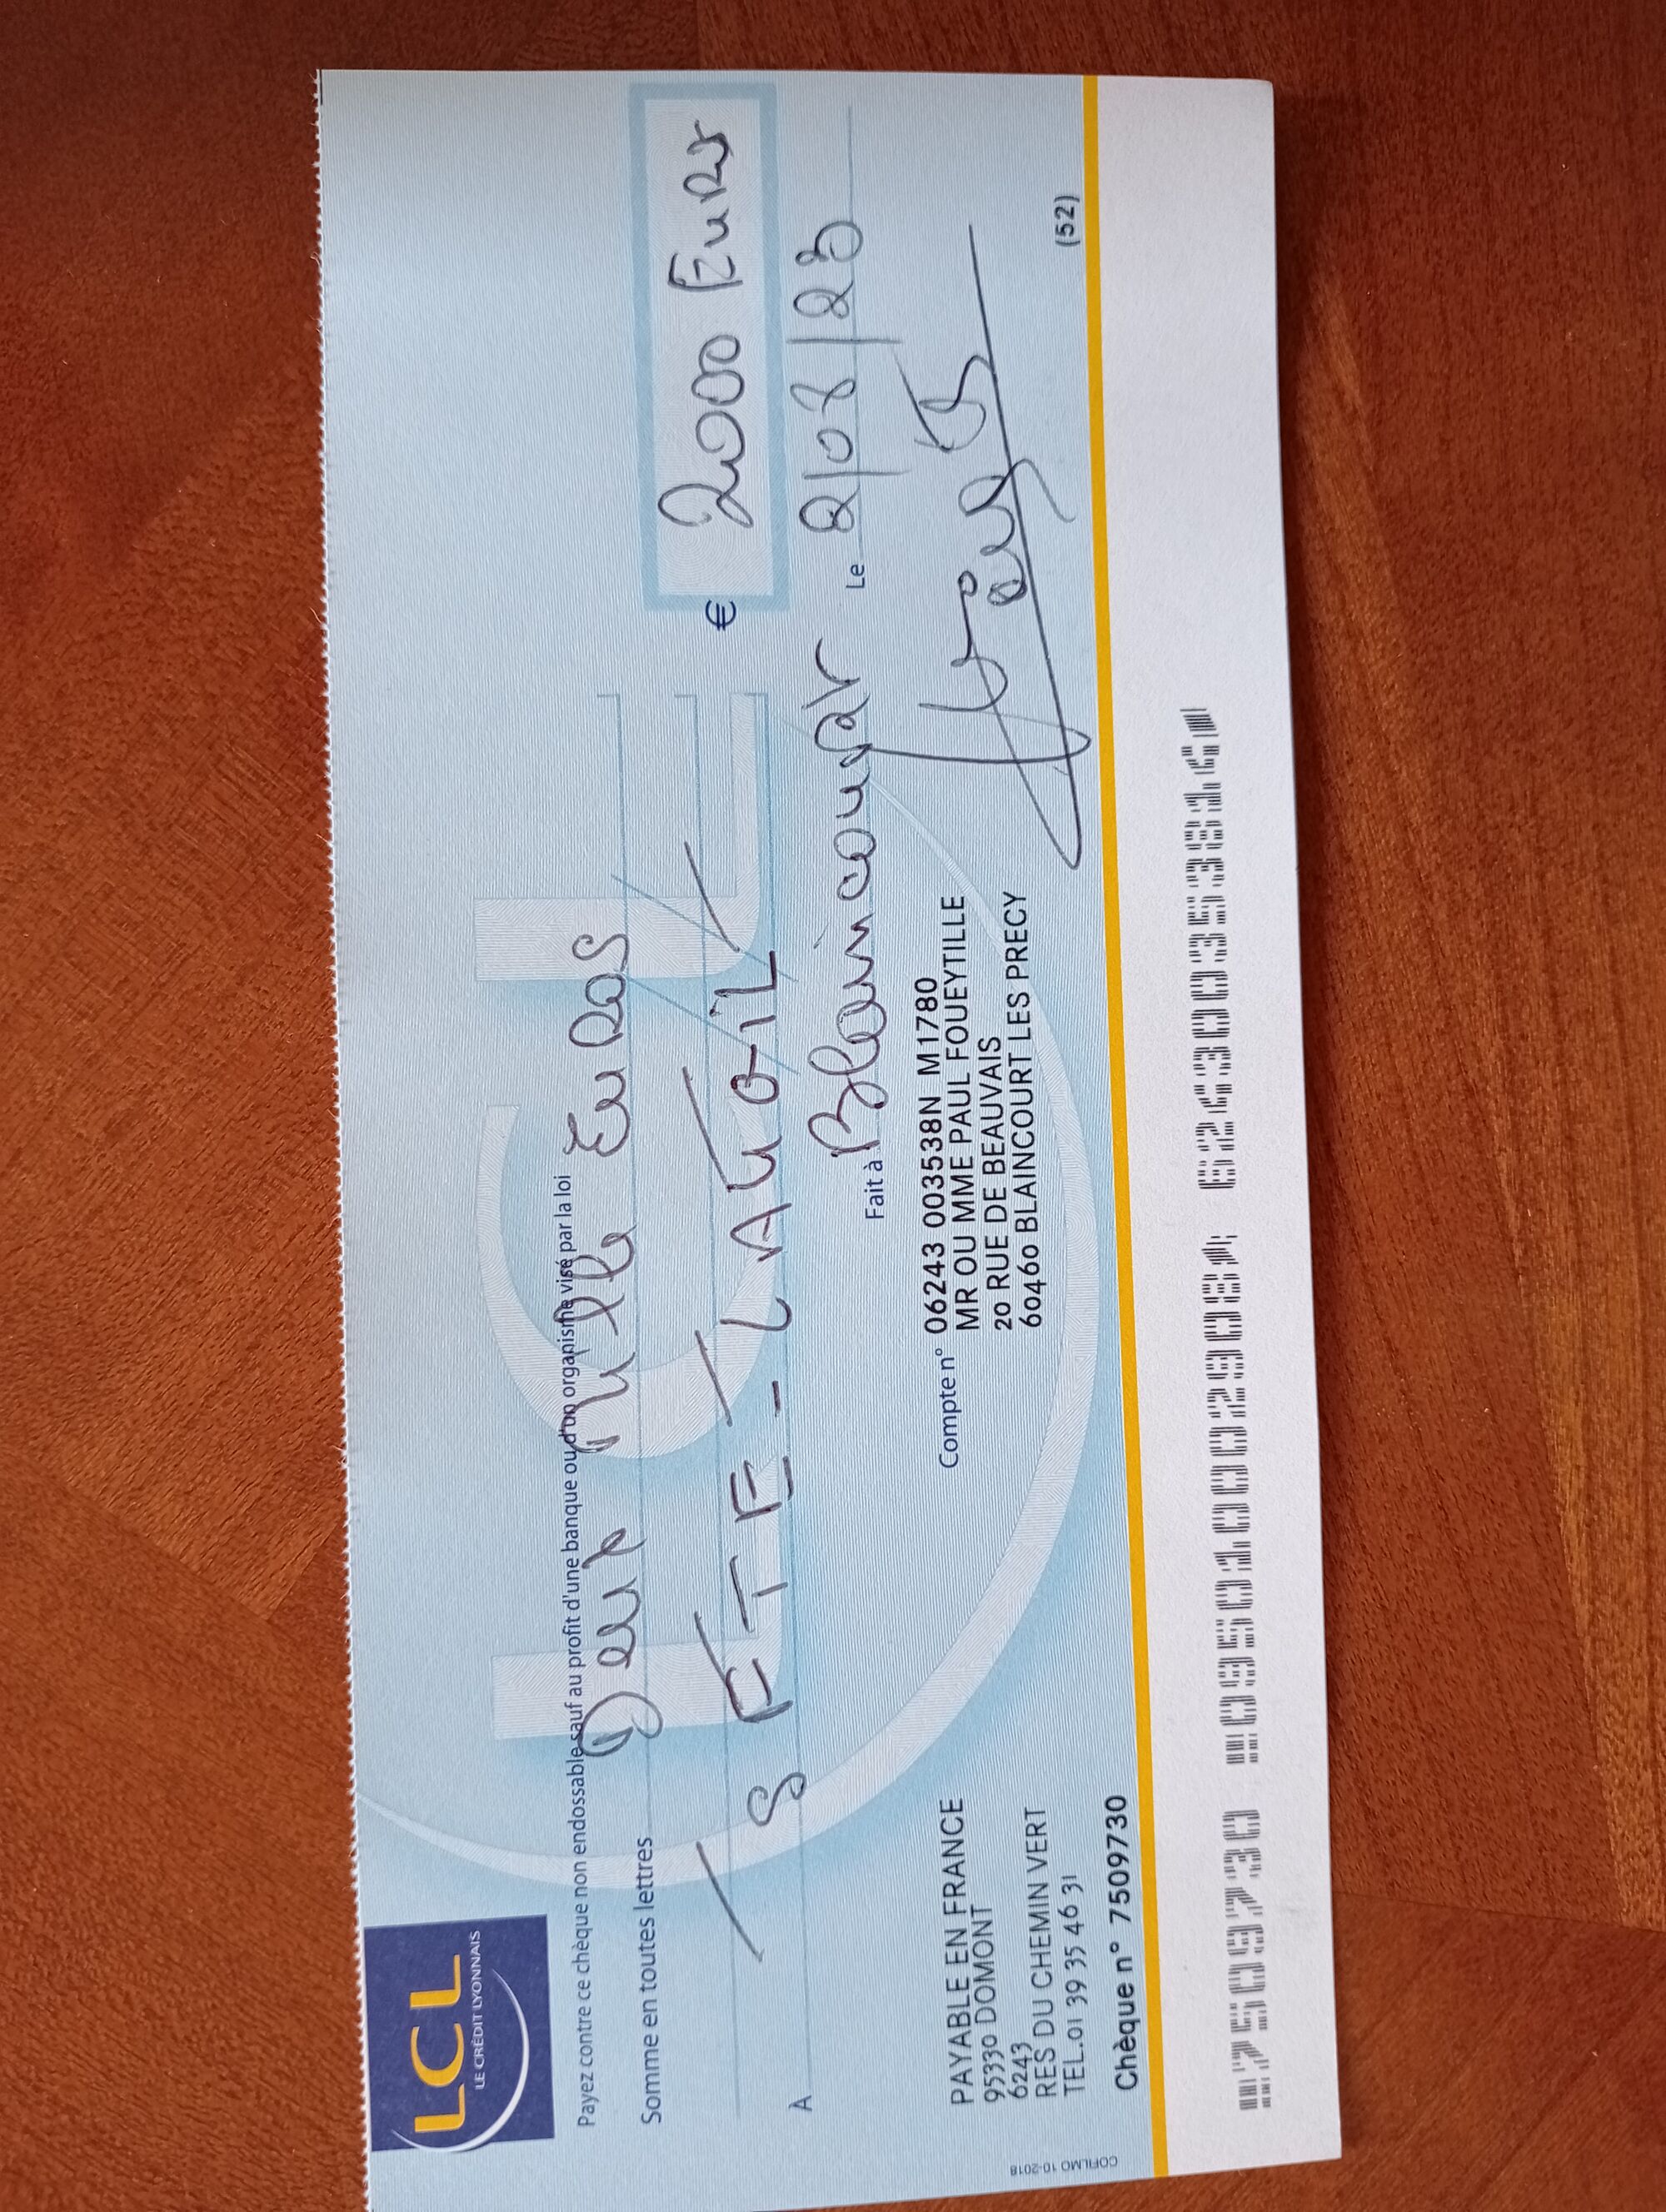 LCL
LE CRÉDIT LYONNAIS
Payez contre ce chèque non endossable sauf au profit d'une banque ou d'un organisme visé par la loi
Somme en toutes lettres Deux Mille Euros
€ 2000 Euros
A STE LAGOIL
Fait à Blaincourt Le 2/08/23
PAYABLE EN FRANCE
95330 DOMONT
6243
RES DU CHEMIN VERT
TEL.01 39 35 46 31
Compte n° 06243 003538N M1780
MR OU MME PAUL FOUEYTILLE
20 RUE DE BEAUVAIS
60460 BLAINCOURT LES PRECY
Chèque n° 7509730
(52)
COFILMO 10-2018